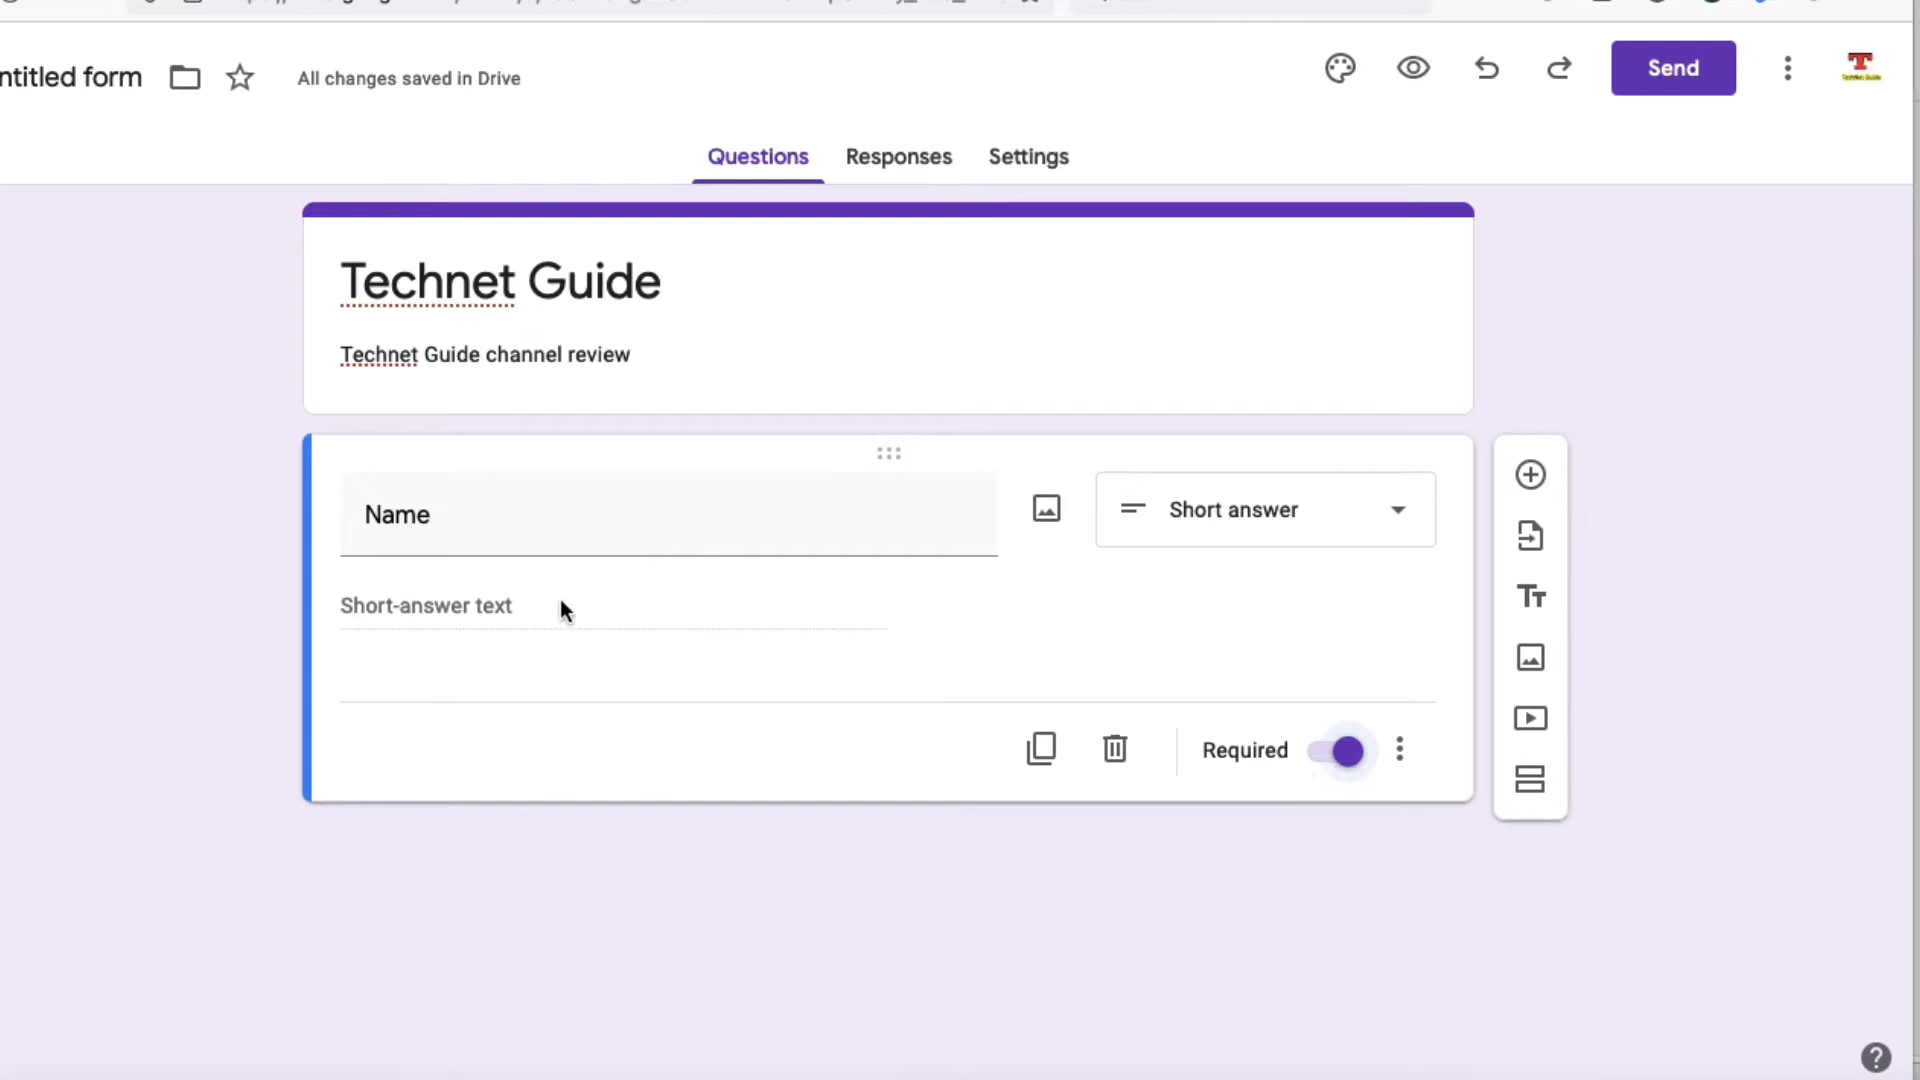 ntitled form
All changes saved in Drive
Send
Questions
Responses
Settings
Technet Guide
Technet Guide channel review
Name
Short answer
Short-answer text
Required